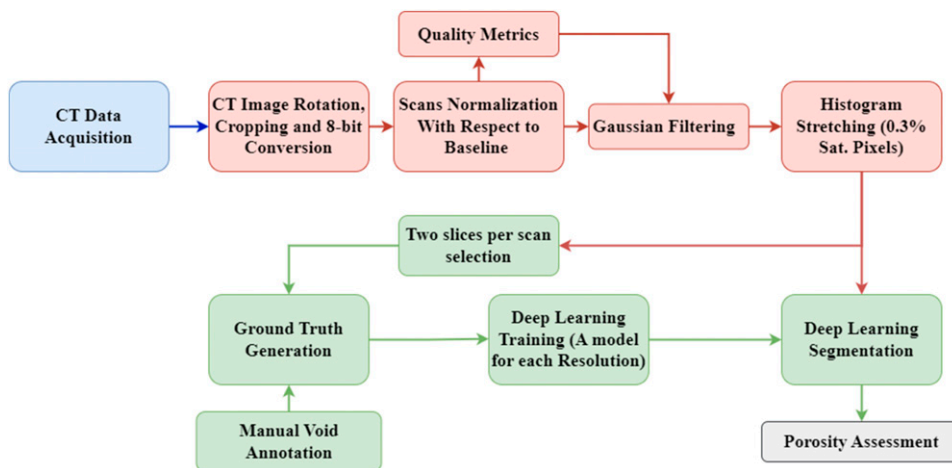 Quality Metrics
CT Data
Acquisition
CT Image Rotation,
Cropping and 8-bit
Conversion
Scans Normalization
With Respect to
Baseline
Gaussian Filtering
Histogram
Stretching (0.3%
Sat. Pixels)
Two slices per scan
selection
Ground Truth
Generation
Deep Learning
Training (A model
for each Resolution)
Deep Learning
Segmentation
Manual Void
Annotation
Porosity Assessment